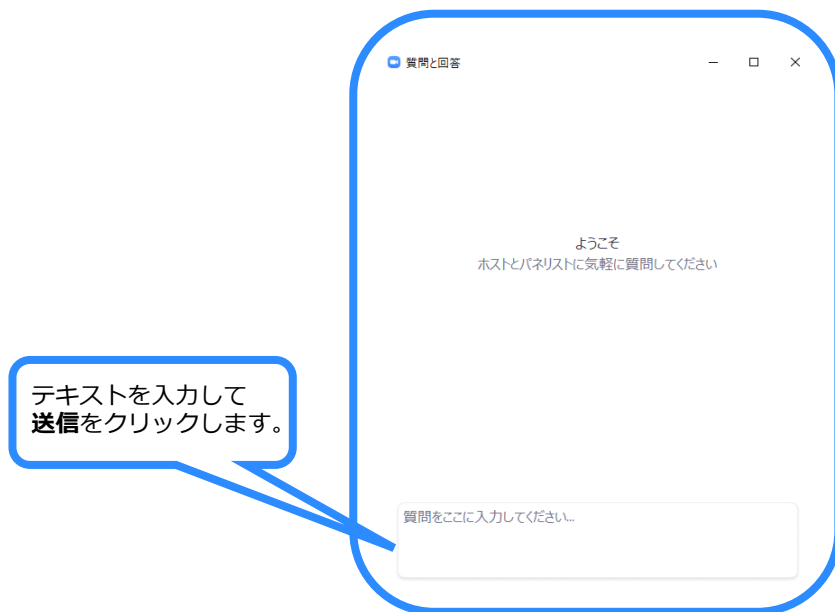 質問と回答
ようこそ
ホストとパネリストに気軽に質問してください
テキストを入力して
送信をクリックします。
質問をここに入力してください...